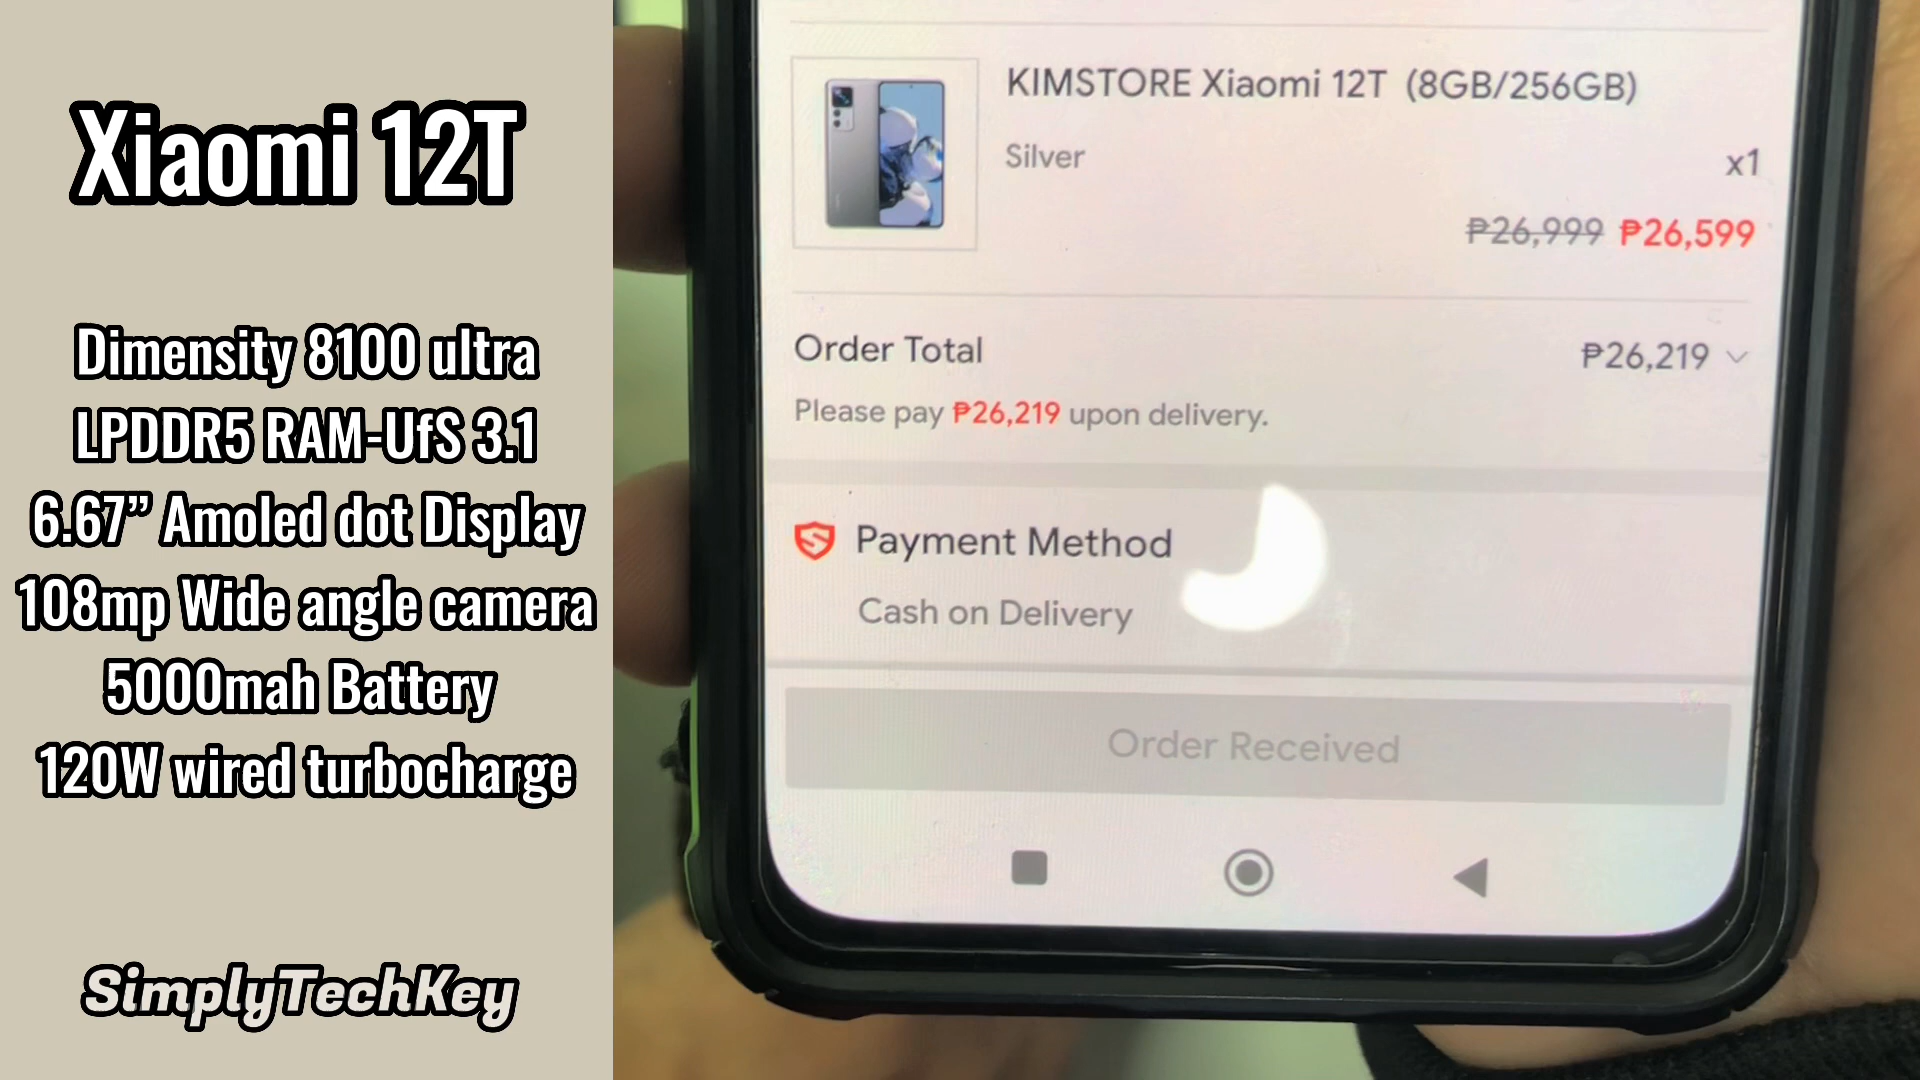 Xiaomi 12T
Dimensity 8100 ultra
LPDDR5 RAM-UfS 3.1
6.67” Amoled dot Display
108mp Wide angle camera
5000mah Battery
120W wired turbocharge
SimplyTechKey
KIMSTORE Xiaomi 12T (8GB/256GB)
Silver
x1
₱26,999 ₱26,599
Order Total ₱26,219
Please pay ₱26,219 upon delivery.
Payment Method
Cash on Delivery
Order Received